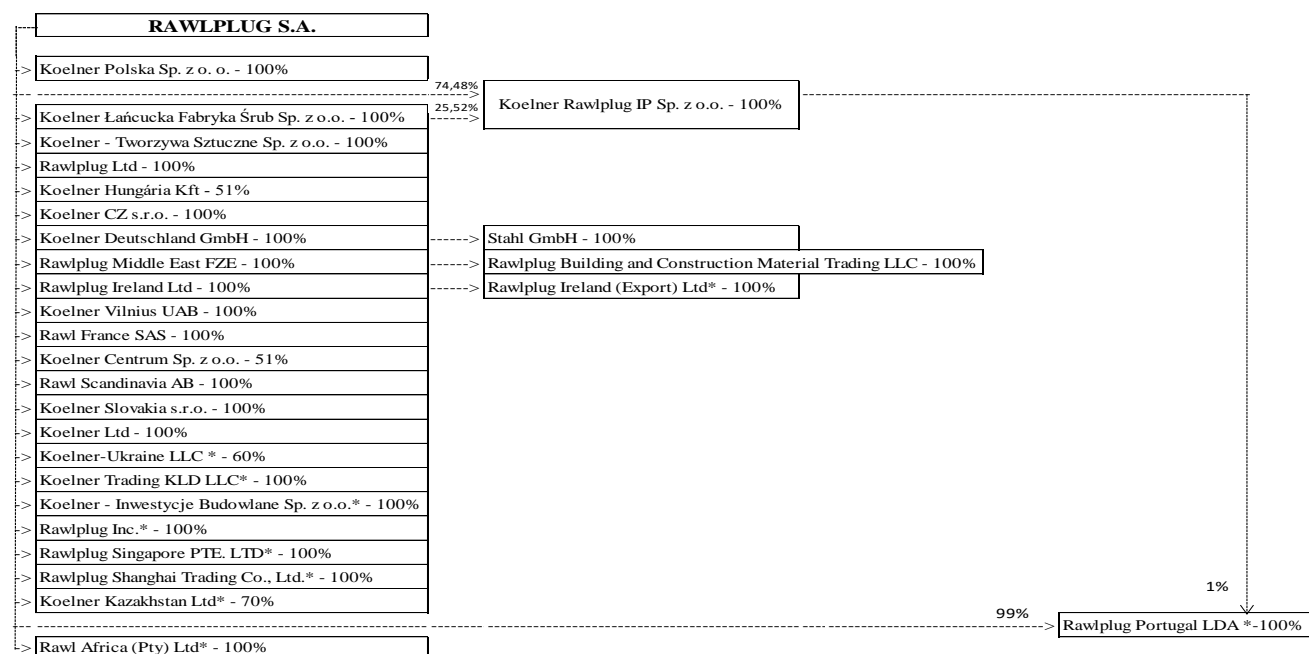 RAWLPLUG S.A.
Koelner Polska Sp. z o. o. - 100%
74,48%
Koelner Rawlplug IP Sp. z o.o. - 100%
25,52%
Koelner Łańcucka Fabryka Śrub Sp. z o.o. - 100%
Koelner - Tworzywa Sztuczne Sp. z o.o. - 100%
Rawlplug Ltd - 100%
Koelner Hungária Kft - 51%
Koelner CZ s.r.o. - 100%
Koelner Deutschland GmbH - 100%
Stahl GmbH - 100%
Rawlplug Middle East FZE - 100%
Rawlplug Building and Construction Material Trading LLC - 100%
Rawlplug Ireland Ltd - 100%
Rawlplug Ireland (Export) Ltd* - 100%
Koelner Vilnius UAB - 100%
Rawl France SAS - 100%
Koelner Centrum Sp. z o.o. - 51%
Rawl Scandinavia AB - 100%
Koelner Slovakia s.r.o. - 100%
Koelner Ltd - 100%
Koelner-Ukraine LLC * - 60%
Koelner Trading KLD LLC* - 100%
Koelner - Inwestycje Budowlane Sp. z o.o.* - 100%
Rawlplug Inc.* - 100%
Rawlplug Singapore PTE. LTD* - 100%
Rawlplug Shanghai Trading Co., Ltd.* - 100%
Koelner Kazakhstan Ltd* - 70%
1%
99%
Rawlplug Portugal LDA *-100%
Rawl Africa (Pty) Ltd* - 100%